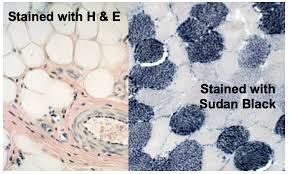 Stained with H & E
Stained with
Sudan Black